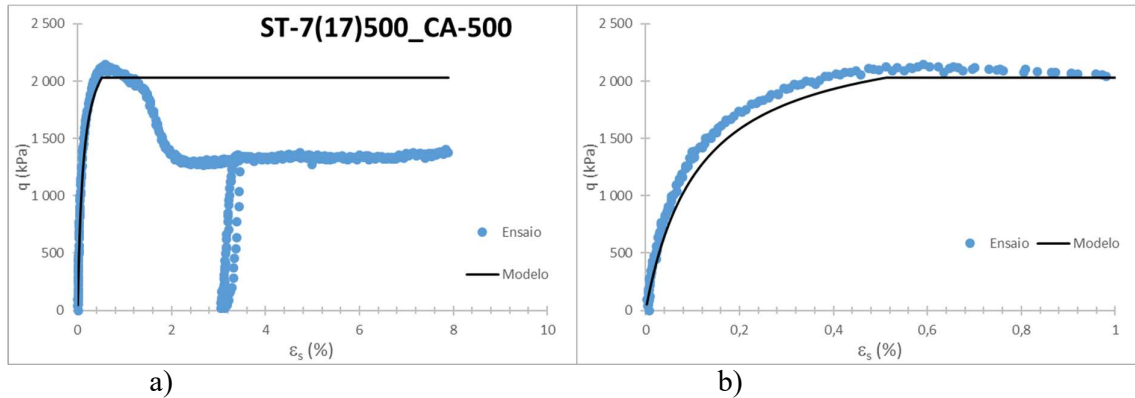 ST-7(17)500_CA-500
2 500
2 000
1 500
1 000
500
0
q (kPa)
0
2
4
6
8
10
εs (%)
Ensaio
Modelo
a)
2 500
2 000
1 500
1 000
500
0
q (kPa)
0
0,2
0,4
0,6
0,8
1
εs (%)
Ensaio
Modelo
b)